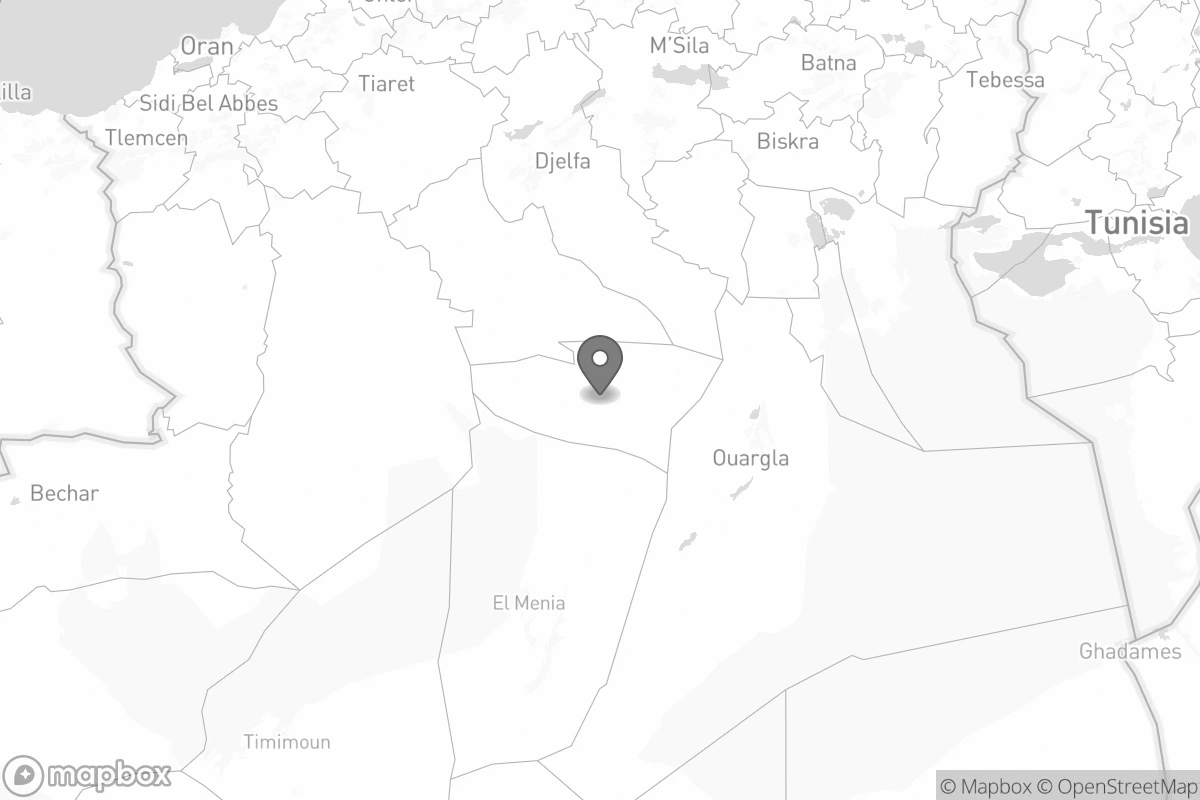 Oran
M'Sila
Batna
Tiaret
Tebessa
illa
Sidi Bel Abbes
Tlemcen
Biskra
Djelfa
Tunisia
Ouargla
Bechar
El Menia
Ghadames
Timimoun
mapbox
© Mapbox © OpenStreetMap